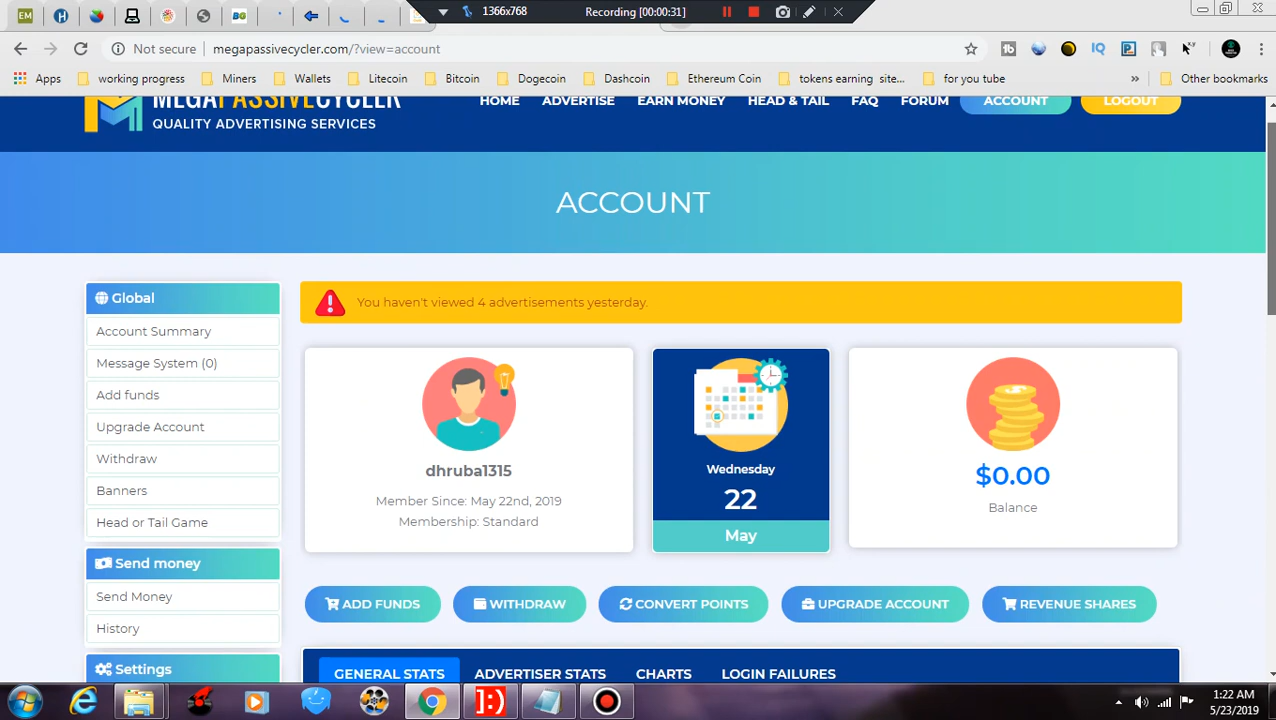 1366x768
Recording [00:00:31]
EM
BG
Not secure
megapassivecycler.com/?view=account
tb
IQ
Apps
working progress
Miners
Wallets
Litecoin
Bitcoin
Dogecoin
Dashcoin
Ethereum Coin
tokens earning site...
for you tube
»
Other bookmarks
MEGAPASSIVECYCLER
QUALITY ADVERTISING SERVICES
HOME
ADVERTISE
EARN MONEY
HEAD & TAIL
FAQ
FORUM
ACCOUNT
LOGOUT
ACCOUNT
Global
Account Summary
Message System (0)
Add funds
Upgrade Account
Withdraw
Banners
Head or Tail Game
Send money
Send Money
History
Settings
You haven't viewed 4 advertisements yesterday.
dhruba1315
Member Since: May 22nd, 2019
Membership: Standard
Wednesday
22
May
$0.00
Balance
ADD FUNDS
WITHDRAW
CONVERT POINTS
UPGRADE ACCOUNT
REVENUE SHARES
GENERAL STATS
ADVERTISER STATS
CHARTS
LOGIN FAILURES
]:)
1:22 AM
5/23/2019